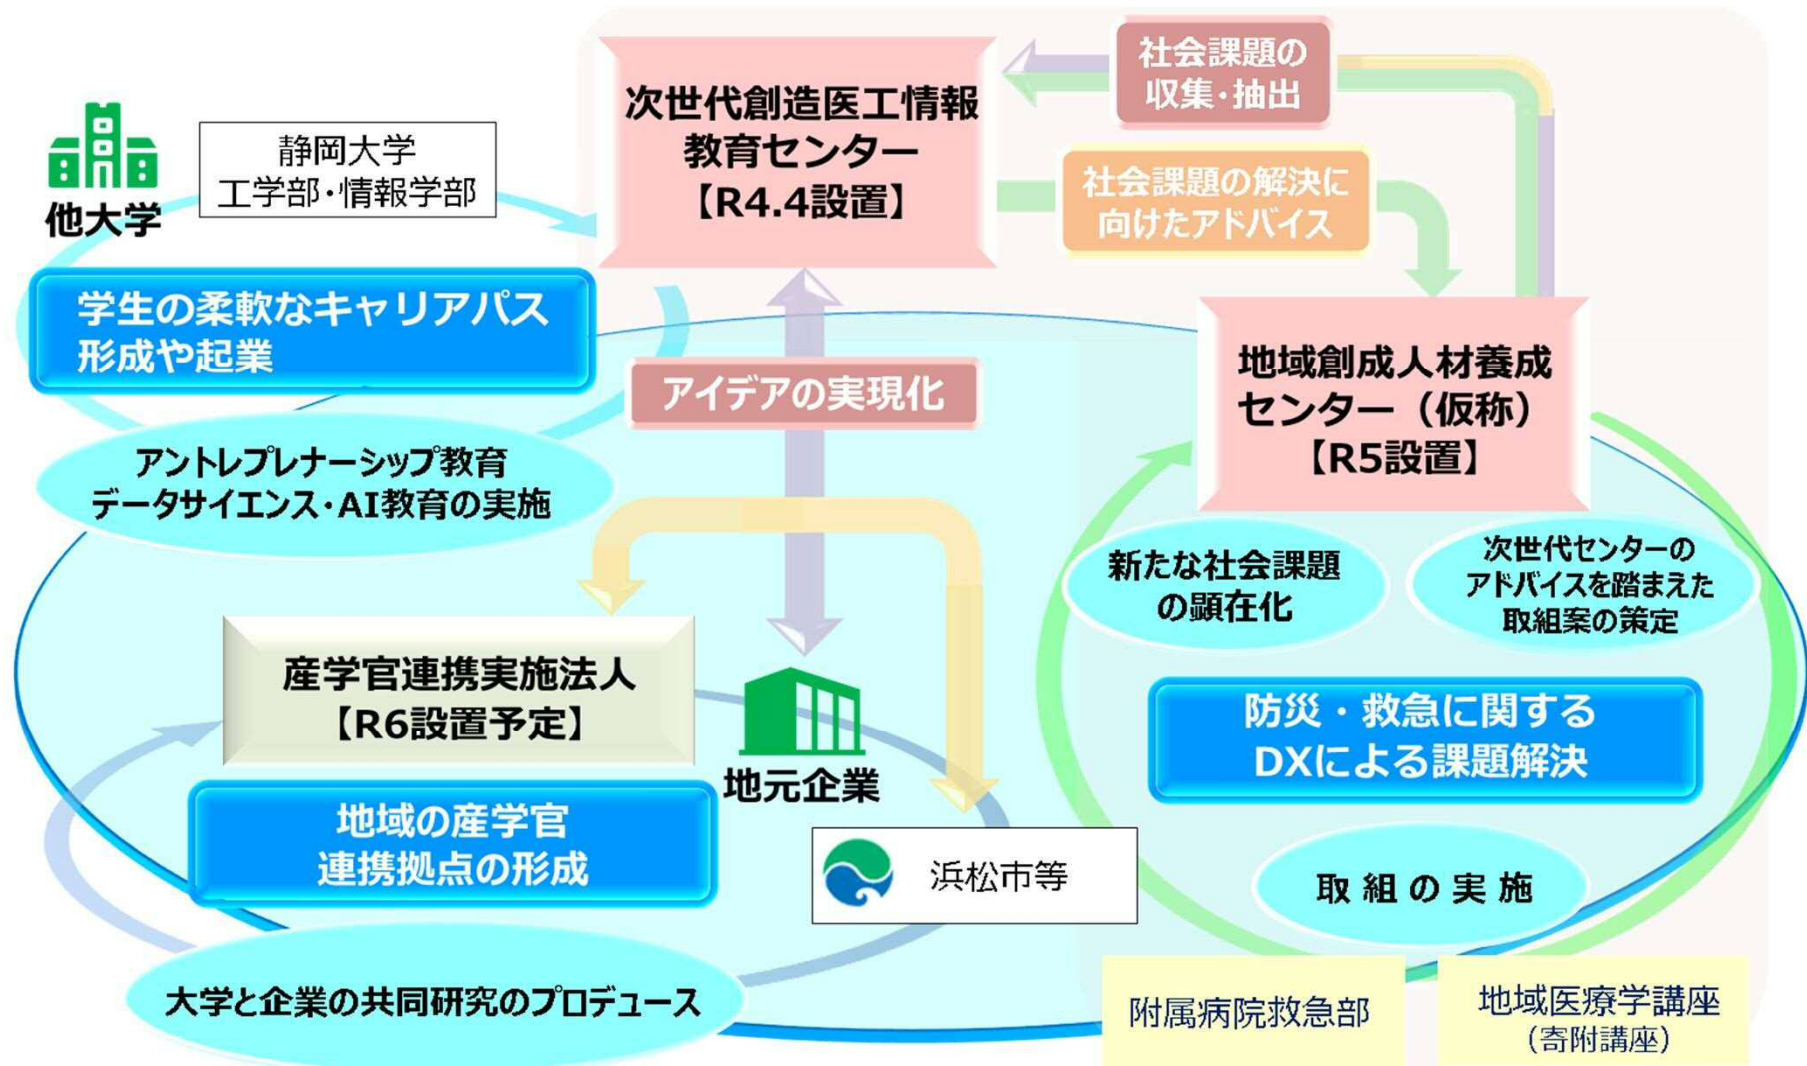 社会課題の
収集･抽出
次世代創造医工情報
教育センター
【R4.4設置】
静岡大学
工学部･情報学部
他大学
社会課題の解決に
向けたアドバイス
学生の柔軟なキャリアパス
形成や起業
アイデアの実現化
地域創成人材養成
センター（仮称）
【R5設置】
アントレプレナーシップ教育
データサイエンス･AI教育の実施
新たな社会課題
の顕在化
次世代センターの
アドバイスを踏まえた
取組案の策定
産学官連携実施法人
【R6設置予定】
地元企業
防災・救急に関する
DXによる課題解決
地域の産学官
連携拠点の形成
浜松市等
取 組 の 実 施
大学と企業の共同研究のプロデュース
附属病院救急部
地域医療学講座
（寄附講座）